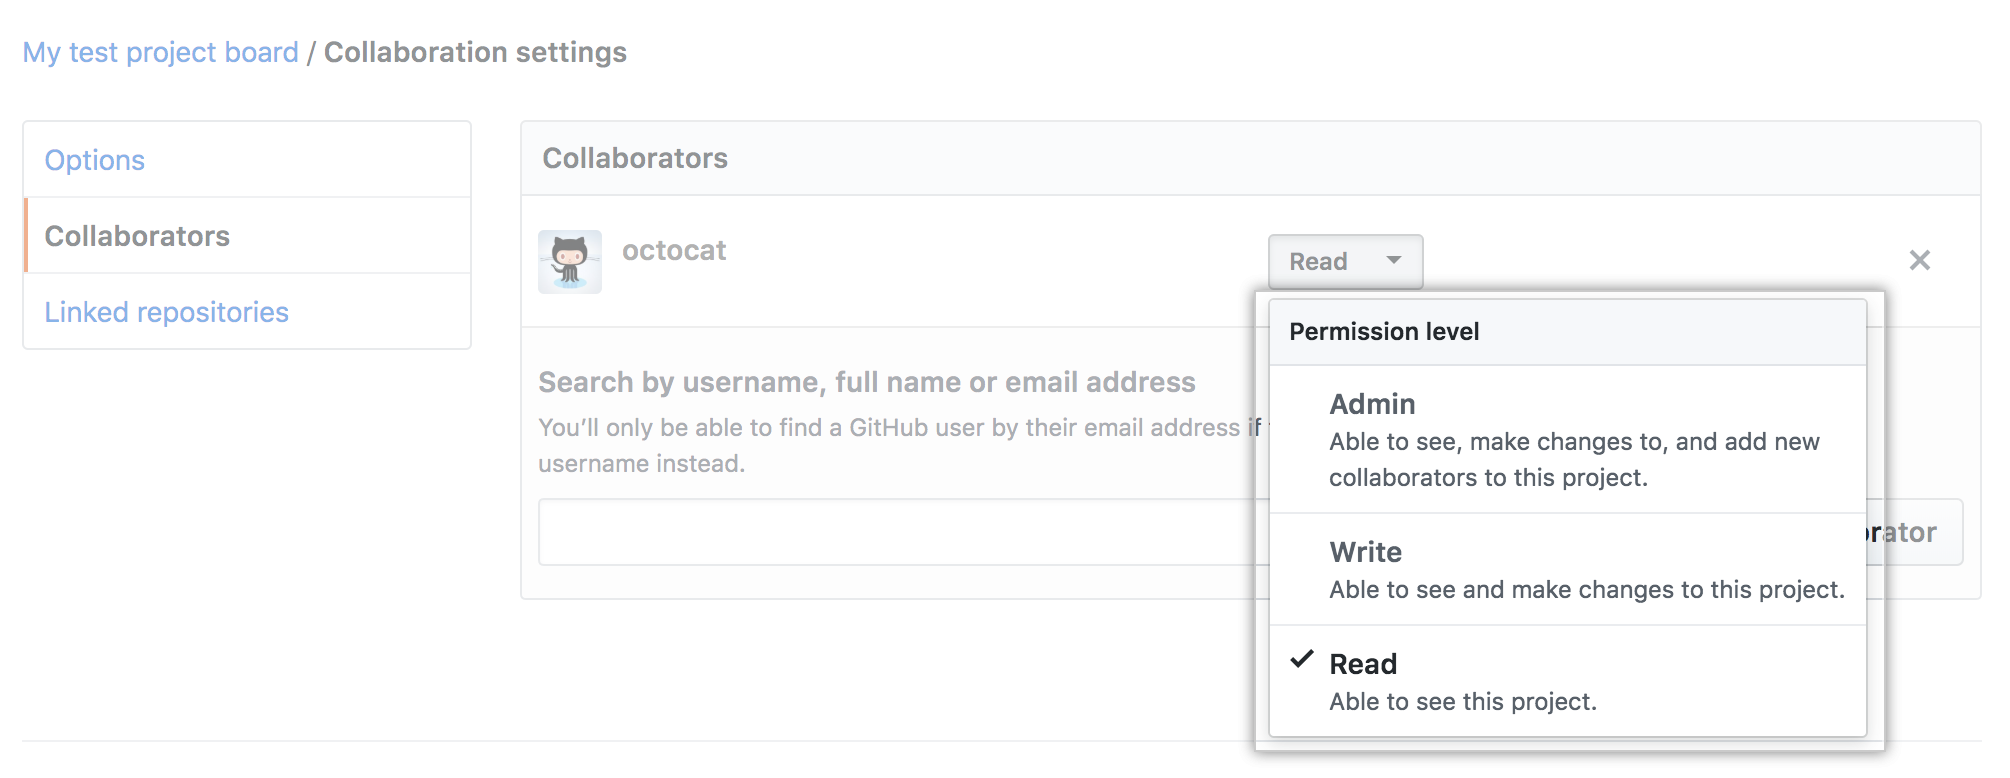 My test project board / Collaboration settings
Options
Collaborators
Linked repositories
Collaborators
octocat
Read
Search by username, full name or email address
You’ll only be able to find a GitHub user by their email address if
username instead.
Permission level
Admin
Able to see, make changes to, and add new
collaborators to this project.
Write
Able to see and make changes to this project.
Read
Able to see this project.
rator